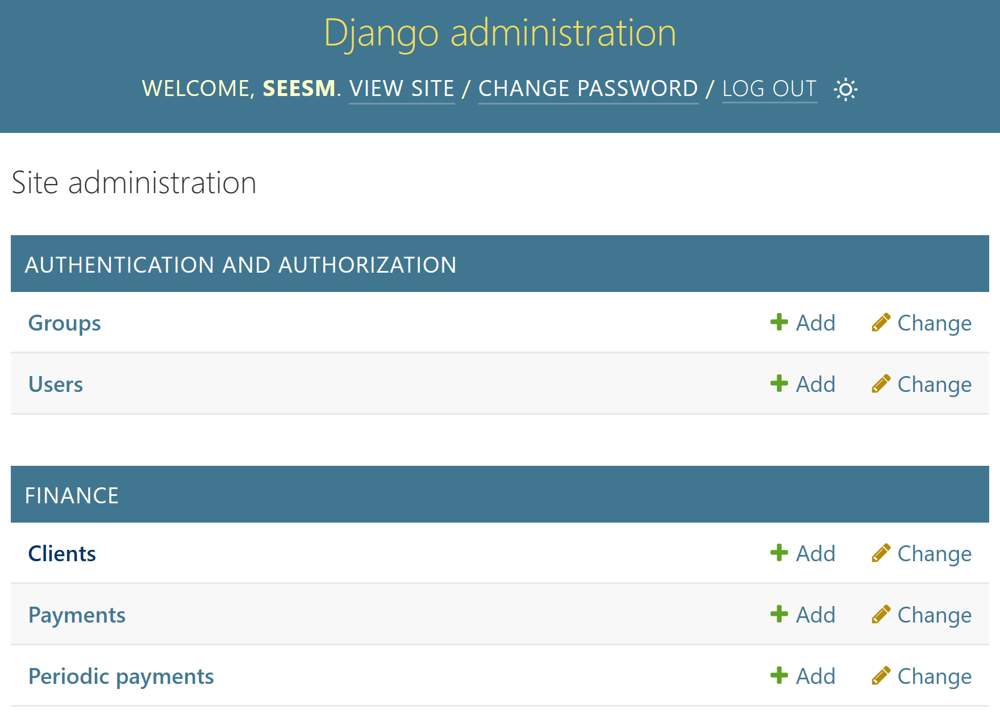 Django administration
WELCOME, SEESM. VIEW SITE / CHANGE PASSWORD / LOG OUT
Site administration
AUTHENTICATION AND AUTHORIZATION
Groups Add Change
Users Add Change
FINANCE
Clients Add Change
Payments Add Change
Periodic payments Add Change